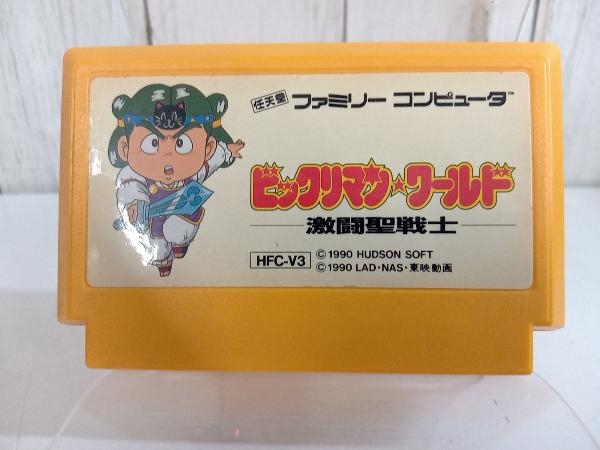 任天堂 ファミリー コンピュータ™
ビックリマン★ワールド
激闘聖戦士
HFC-V3
©1990 HUDSON SOFT
©1990 LAD・NAS・東映動画